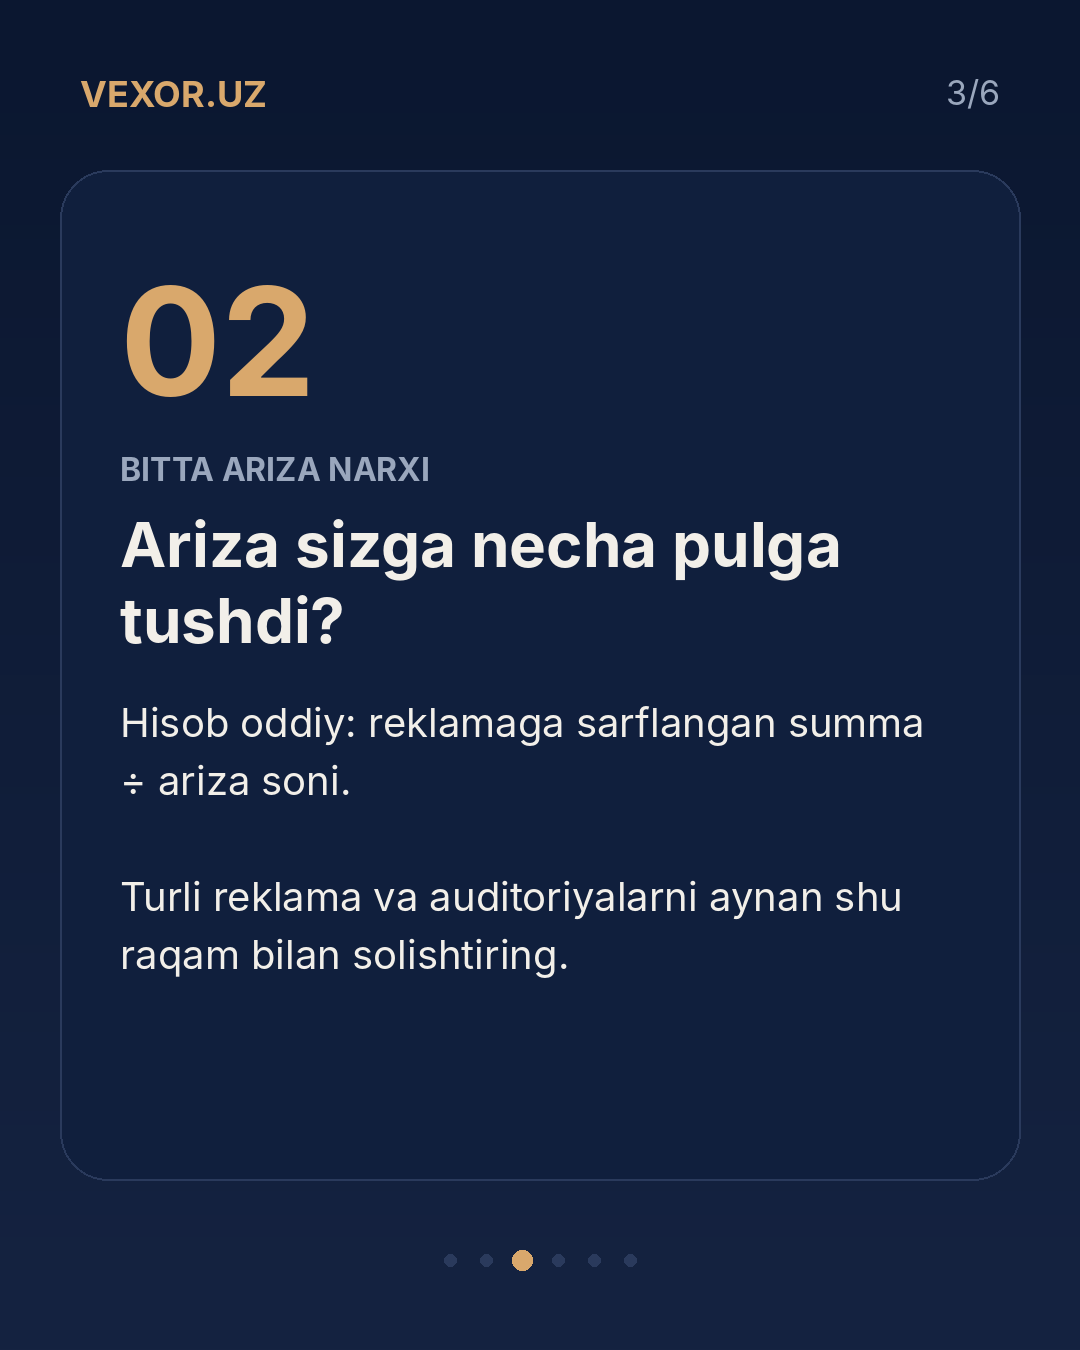 VEXOR.UZ
3/6
02
BITTA ARIZA NARXI
Ariza sizga necha pulga
tushdi?
Hisob oddiy: reklamaga sarflangan summa
÷ ariza soni.
Turli reklama va auditoriyalarni aynan shu
raqam bilan solishtiring.